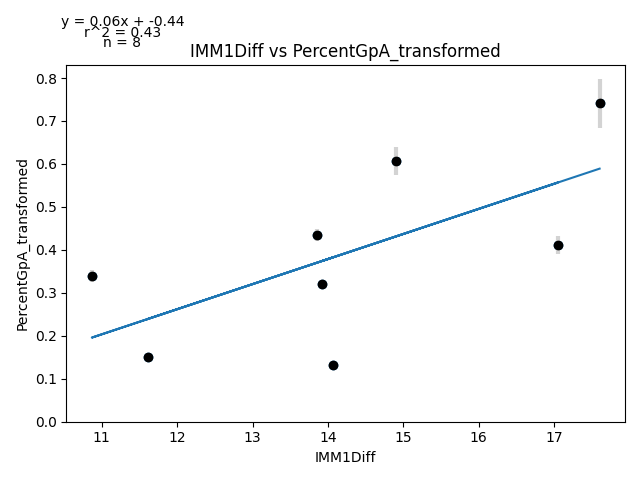 y = 0.06x + -0.44
r^2 = 0.43
n = 8
IMM1Diff vs PercentGpA_transformed
PercentGpA_transformed
0.8
0.7
0.6
0.5
0.4
0.3
0.2
0.1
0.0
11 12 13 14 15 16 17
IMM1Diff